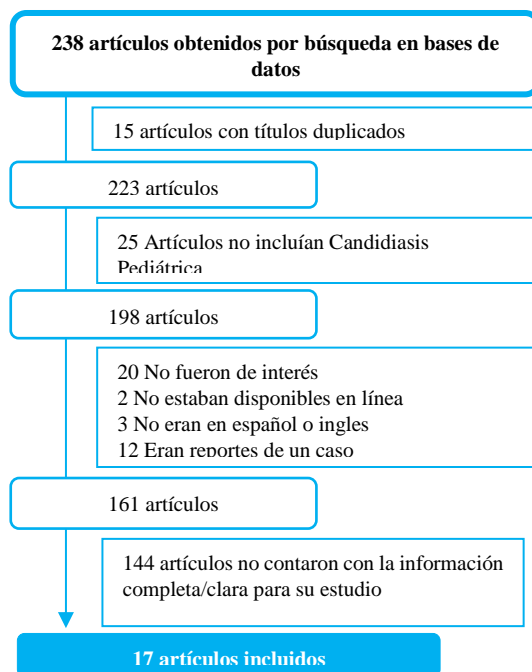 238 artículos obtenidos por búsqueda en bases de
datos
15 artículos con títulos duplicados
223 artículos
25 Artículos no incluían Candidiasis
Pediátrica
198 artículos
20 No fueron de interés
2 No estaban disponibles en línea
3 No eran en español o ingles
12 Eran reportes de un caso
161 artículos
144 artículos no contaron con la información
completa/clara para su estudio
17 artículos incluidos